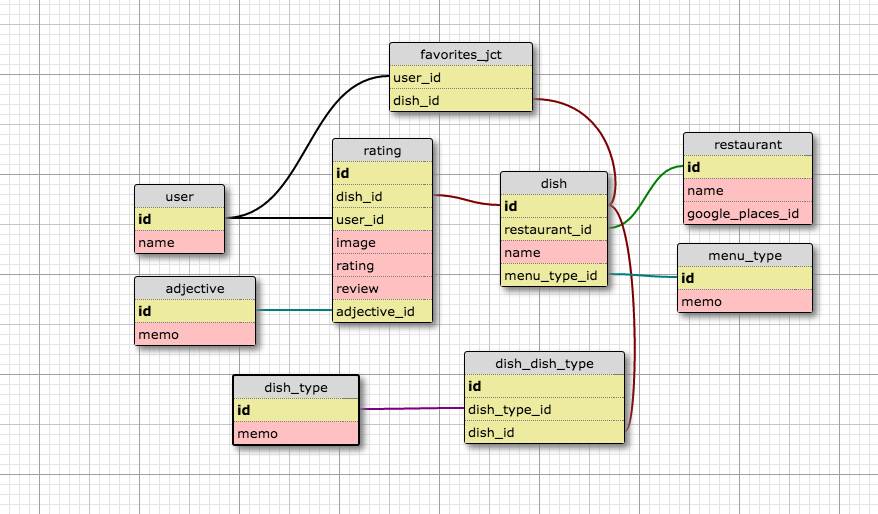 favorites_jct
user_id
dish_id
rating
id
dish_id
user_id
image
rating
review
adjective_id
user
id
name
adjective
id
memo
dish
id
restaurant_id
name
menu_type_id
restaurant
id
name
google_places_id
menu_type
id
memo
dish_type
id
memo
dish_dish_type
id
dish_type_id
dish_id